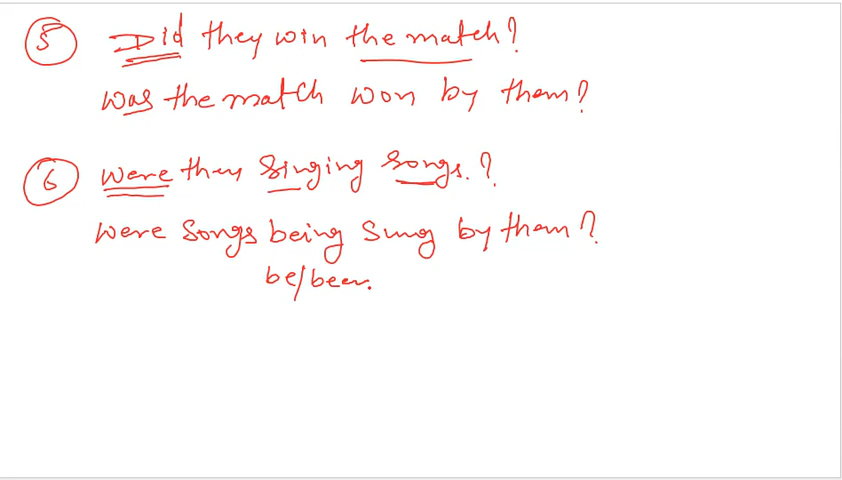 5 Did they win the match?
Was the match won by them?
6 Were they singing songs.?
Were songs being sung by them?
be/been.